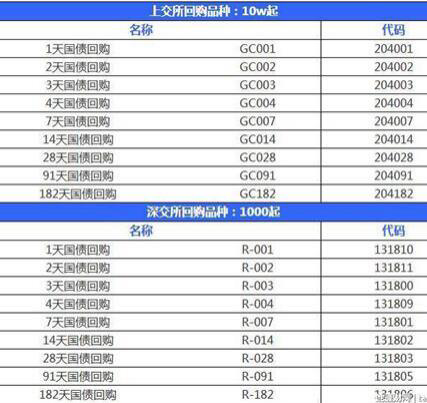 上交所回购品种：10w起
名称 代码
1天国债回购 GC001 204001
2天国债回购 GC002 204002
3天国债回购 GC003 204003
4天国债回购 GC004 204004
7天国债回购 GC007 204007
14天国债回购 GC014 204014
28天国债回购 GC028 204028
91天国债回购 GC091 204091
182天国债回购 GC182 204182
深交所回购品种：1000起
名称 代码
1天国债回购 R-001 131810
2天国债回购 R-002 131811
3天国债回购 R-003 131800
4天国债回购 R-004 131809
7天国债回购 R-007 131801
14天国债回购 R-014 131802
28天国债回购 R-028 131803
91天国债回购 R-091 131805
182天国债回购 R-182 131806